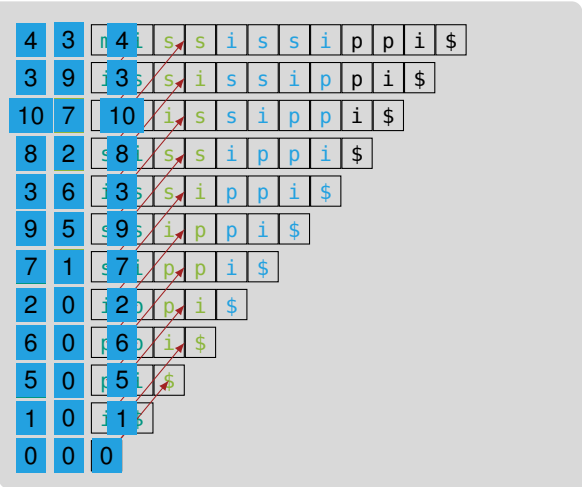 4 3 m 4 i s s i s s i p p i $
3 9 i 3 s s i s s i p p i $
10 7 10 i s s i p p i $
8 2 s 8 i s s i p p i $
3 6 i 3 s s i p p i $
9 5 s 9 s i p p i $
7 1 s 7 i p p i $
2 0 i 2 p p i $
6 0 p 6 p i $
5 0 p 5 i $
1 0 i 1 $
0 0 0